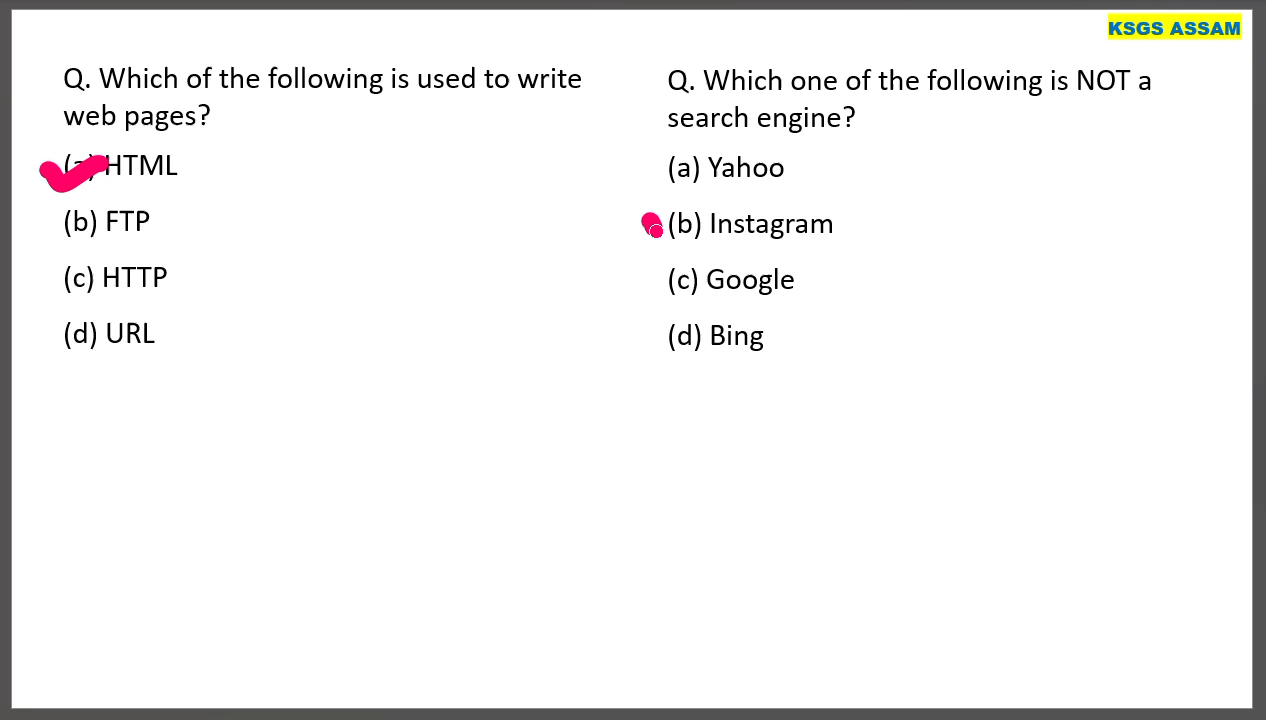 KSGS ASSAM
Q. Which of the following is used to write
web pages?
(a) HTML
(b) FTP
(c) HTTP
(d) URL
Q. Which one of the following is NOT a
search engine?
(a) Yahoo
(b) Instagram
(c) Google
(d) Bing